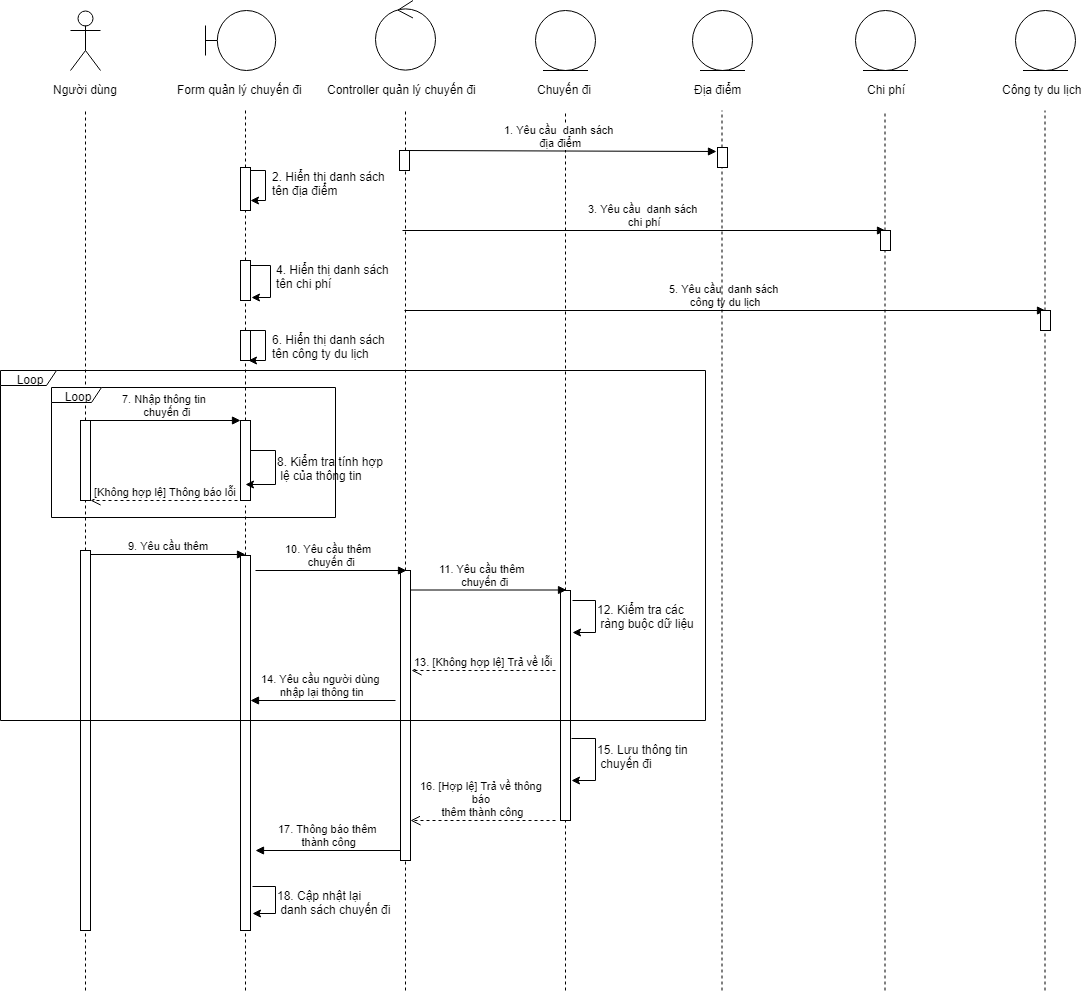 Người dùng
Form quản lý chuyến đi
Controller quản lý chuyến đi
Chuyến đi
Địa điểm
Chi phí
Công ty du lịch
1. Yêu cầu danh sách
địa điểm
2. Hiển thị danh sách
tên địa điểm
3. Yêu cầu danh sách
chi phí
4. Hiển thị danh sách
tên chi phí
5. Yêu cầu danh sách
công ty du lịch
6. Hiển thị danh sách
tên công ty du lịch
Loop
Loop
7. Nhập thông tin
chuyến đi
8. Kiểm tra tính hợp
lệ của thông tin
[Không hợp lệ] Thông báo lỗi
9. Yêu cầu thêm
10. Yêu cầu thêm
chuyến đi
11. Yêu cầu thêm
chuyến đi
12. Kiểm tra các
ràng buộc dữ liệu
13. [Không hợp lệ] Trả về lỗi
14. Yêu cầu người dùng
nhập lại thông tin
15. Lưu thông tin
chuyến đi
16. [Hợp lệ] Trả về thông
báo
thêm thành công
17. Thông báo thêm
thành công
18. Cập nhật lại
danh sách chuyến đi